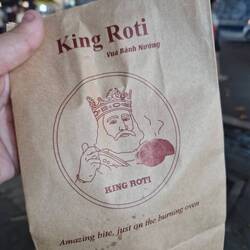 King Roti
Vua Bánh Nướng
KING ROTI
Amazing bite, just on the burning oven